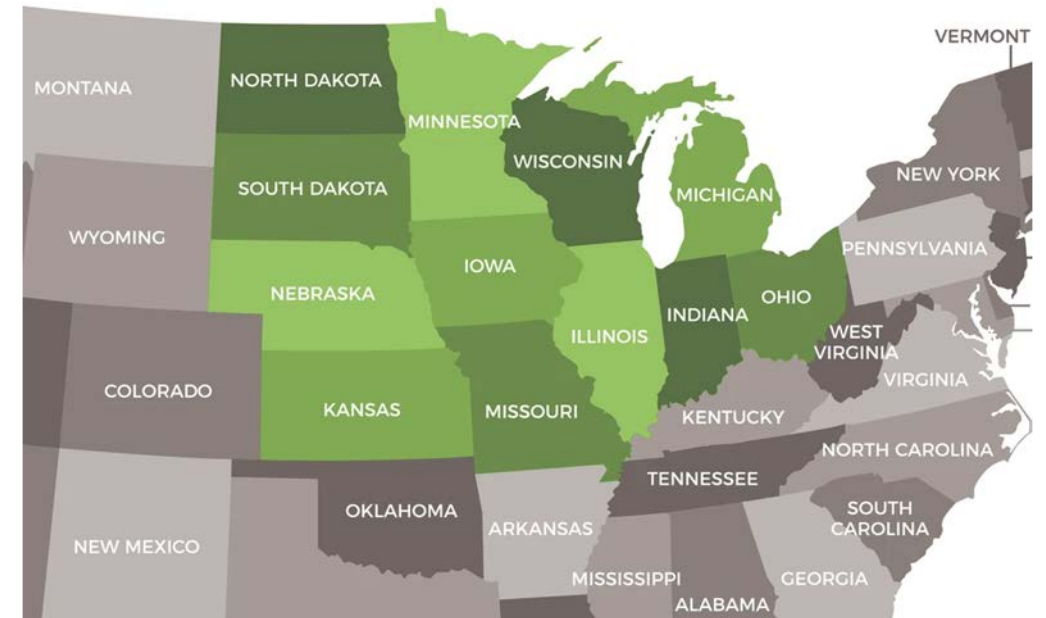 VERMONT
MONTANA
NORTH DAKOTA
MINNESOTA
WISCONSIN
NEW YORK
SOUTH DAKOTA
MICHIGAN
WYOMING
PENNSYLVANIA
IOWA
NEBRASKA
OHIO
INDIANA
ILLINOIS
WEST
VIRGINIA
VIRGINIA
COLORADO
KANSAS
MISSOURI
KENTUCKY
NORTH CAROLINA
TENNESSEE
OKLAHOMA
SOUTH
CAROLINA
ARKANSAS
NEW MEXICO
MISSISSIPPI
GEORGIA
ALABAMA